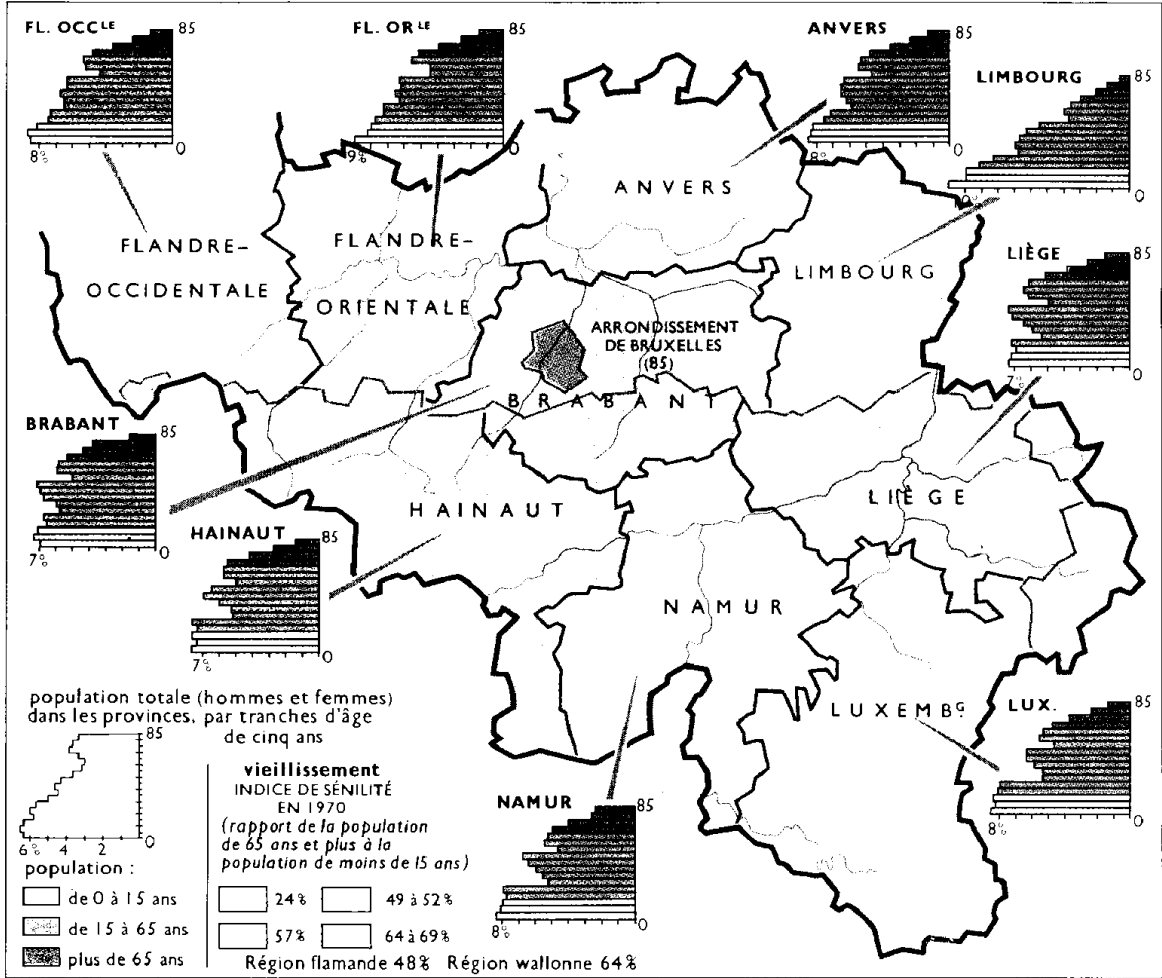 FL. OCCLE
85
8%
0
FL. ORLE
85
9%
0
ANVERS
85
8%
0
LIMBOURG
85
10%
0
ANVERS
FLANDRE-
OCCIDENTALE
FLANDRE-
ORIENTALE
LIMBOURG
LIÈGE
85
7%
0
ARRONDISSEMENT
DE BRUXELLES
(85)
BRABANT
BRABANT
85
7%
0
HAINAUT
LIÈGE
HAINAUT
85
7%
0
NAMUR
LUXEMBG.
LUX.
85
8%
0
NAMUR
85
8%
0
population totale (hommes et femmes)
dans les provinces, par tranches d'âge
de cinq ans
85
0
6% 4 2
population :
de 0 à 15 ans
de 15 à 65 ans
plus de 65 ans
vieillissement
INDICE DE SÉNILITÉ
EN 1970
(rapport de la population
de 65 ans et plus à la
population de moins de 15 ans)
24% 49 à 52%
57% 64 à 69%
Région flamande 48% Région wallonne 64%